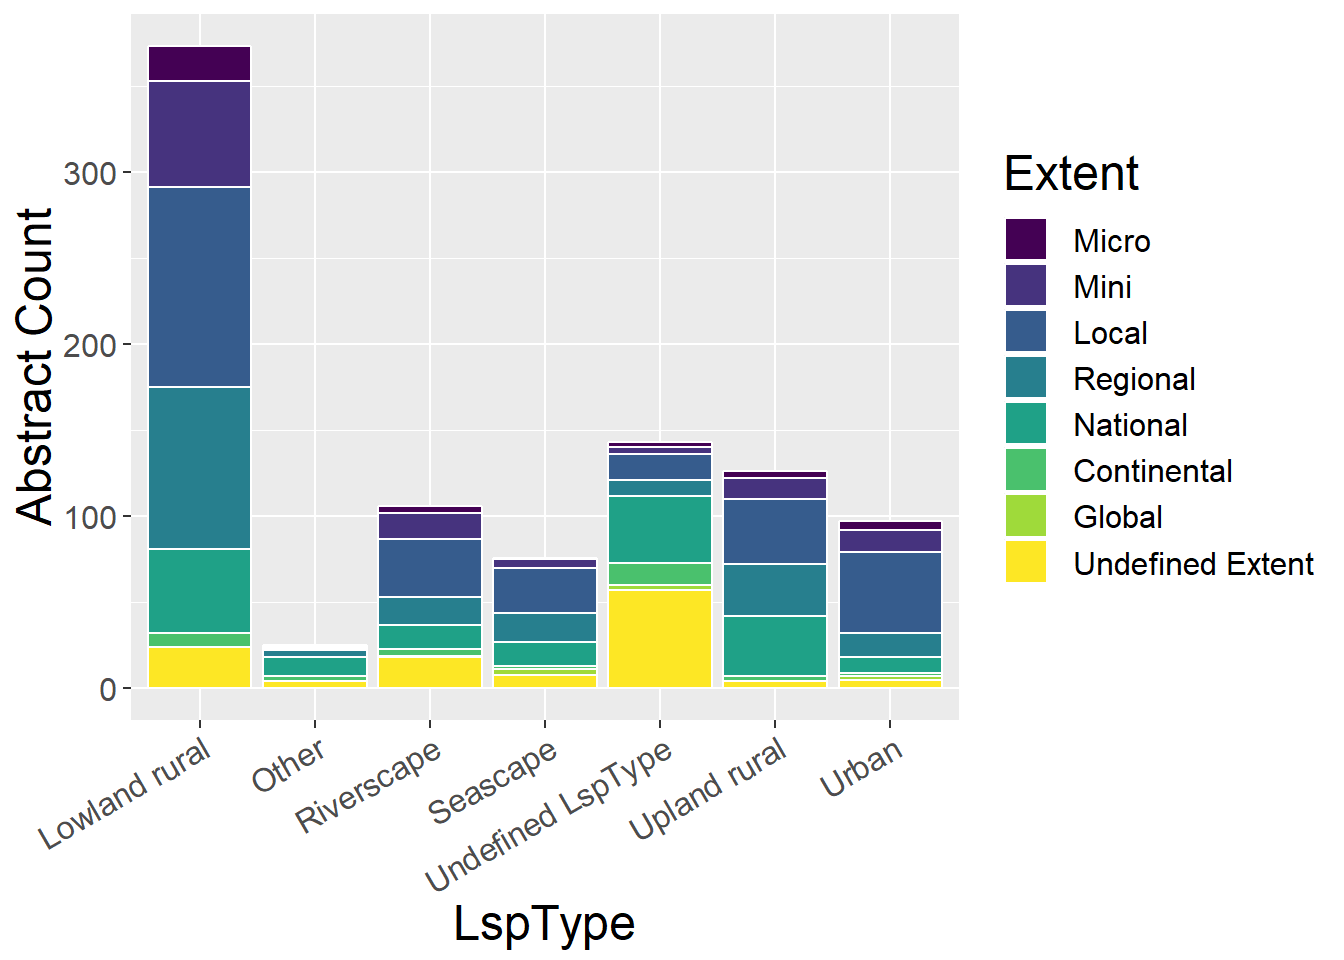 Abstract Count
300
200
100
0
Lowland rural
Other
Riverscape
Seascape
Undefined LspType
Upland rural
Urban
LspType
Extent
Micro
Mini
Local
Regional
National
Continental
Global
Undefined Extent